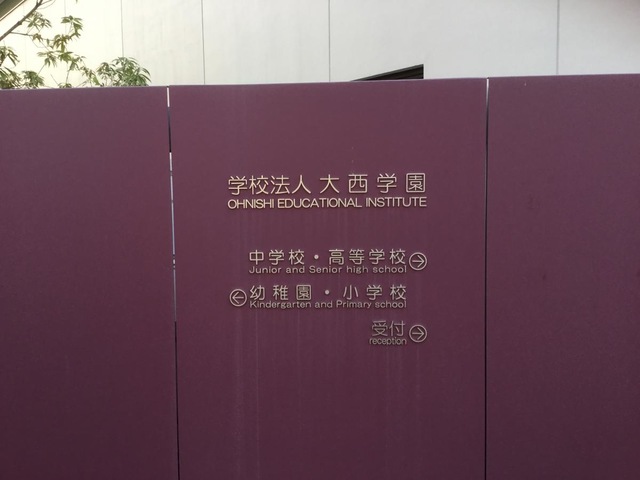 学校法人 大西学園
OHNISHI EDUCATIONAL INSTITUTE
中学校・高等学校
Junior and Senior high school
幼稚園・小学校
Kindergarten and Primary school
受付
reception